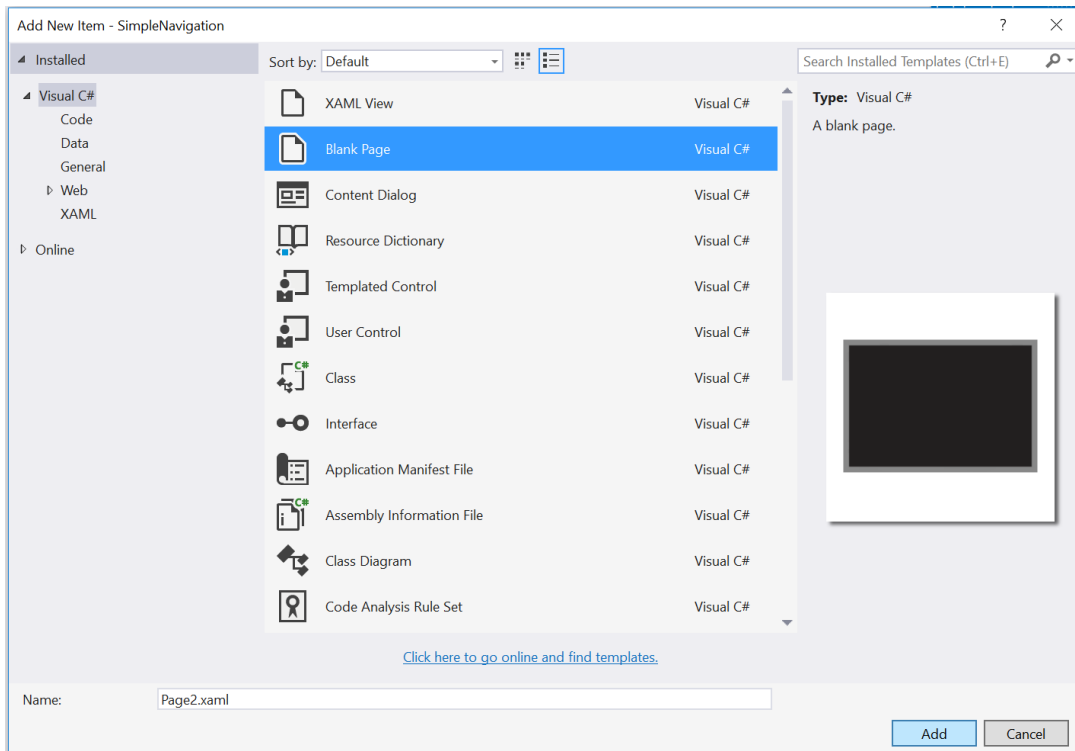 Add New Item - SimpleNavigation
?
Installed
Sort by: Default
Search Installed Templates (Ctrl+E)
Visual C#
Code
Data
General
Web
XAML
Online
XAML View Visual C#
Blank Page Visual C#
Content Dialog Visual C#
Resource Dictionary Visual C#
Templated Control Visual C#
User Control Visual C#
C# Class Visual C#
Interface Visual C#
Application Manifest File Visual C#
C# Assembly Information File Visual C#
Class Diagram Visual C#
Code Analysis Rule Set Visual C#
Click here to go online and find templates.
Type: Visual C#
A blank page.
Name: Page2.xaml
Add Cancel